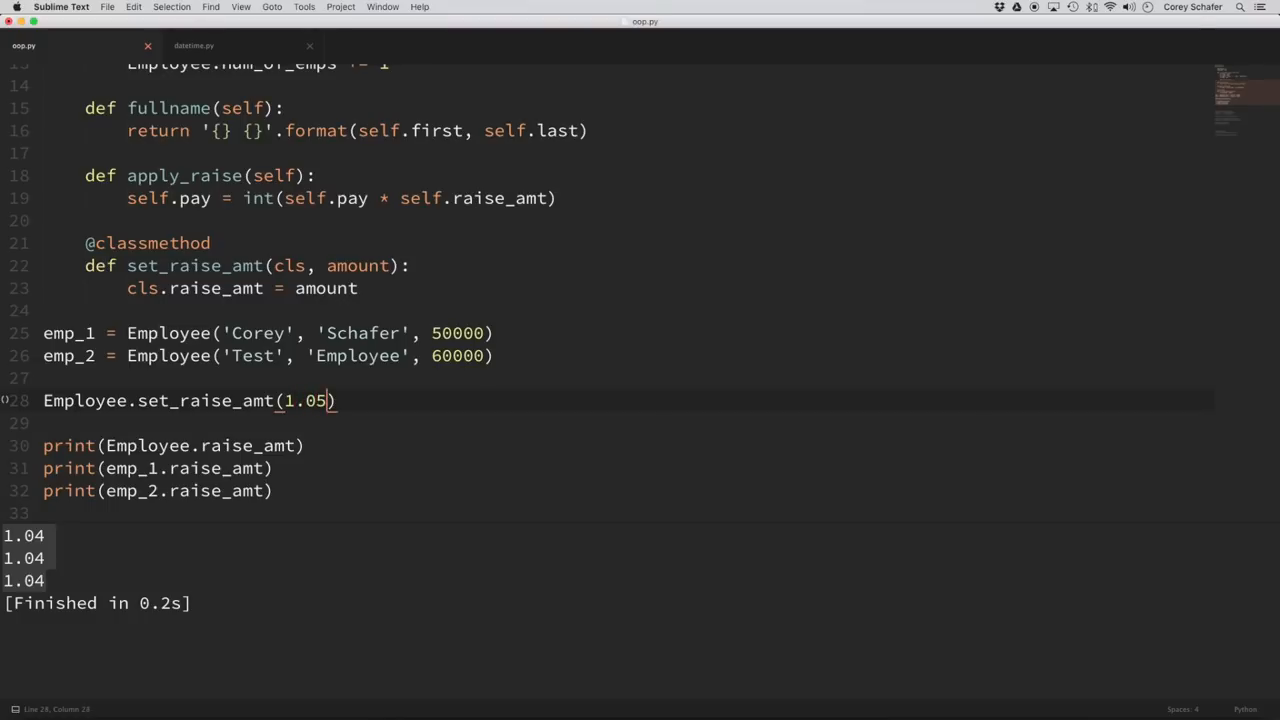 Sublime Text File Edit Selection Find View Goto Tools Project Window Help Corey Schafer
oop.py
oop.py datetime.py
13 Employee.num_of_emps += 1
14
15 def fullname(self):
16 return '{} {}'.format(self.first, self.last)
17
18 def apply_raise(self):
19 self.pay = int(self.pay * self.raise_amt)
20
21 @classmethod
22 def set_raise_amt(cls, amount):
23 cls.raise_amt = amount
24
25 emp_1 = Employee('Corey', 'Schafer', 50000)
26 emp_2 = Employee('Test', 'Employee', 60000)
27
28 Employee.set_raise_amt(1.05)
29
30 print(Employee.raise_amt)
31 print(emp_1.raise_amt)
32 print(emp_2.raise_amt)
33
1.04
1.04
1.04
[Finished in 0.2s]
Line 28, Column 28 Spaces: 4 Python